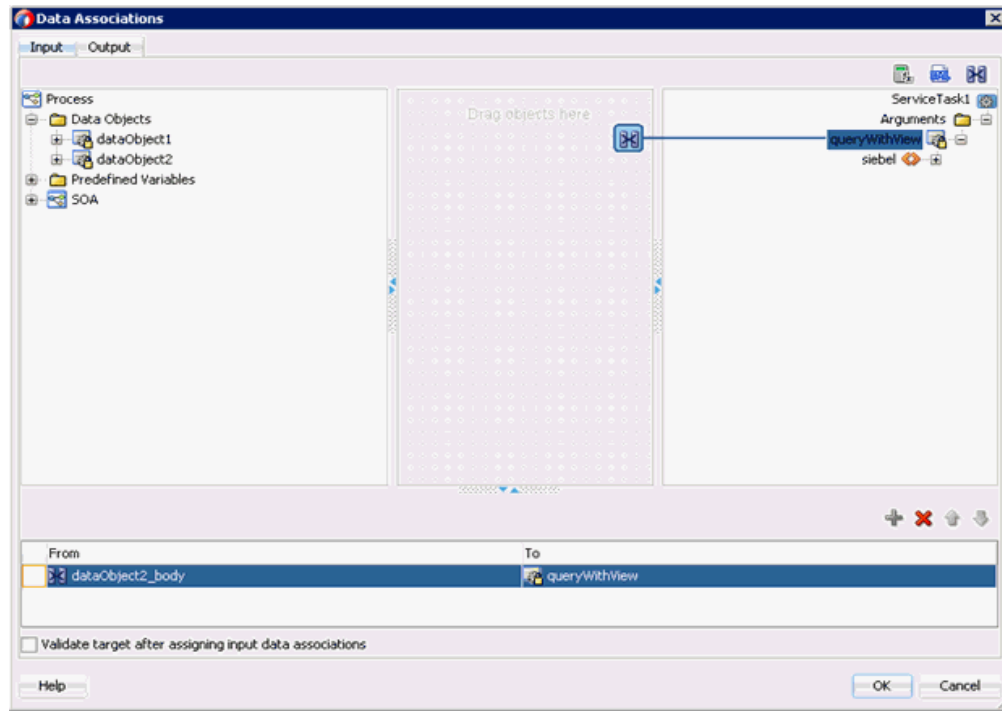 Data Associations
Input Output
Process
Data Objects
dataObject1
dataObject2
Predefined Variables
SOA
Drag objects here
ServiceTask1
Arguments
queryWithView
siebel
From To
dataObject2_body queryWithView
Validate target after assigning input data associations
Help OK Cancel